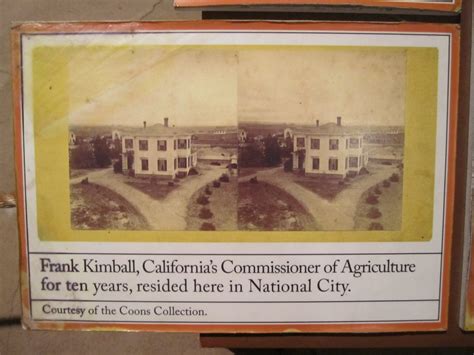 Frank Kimball, California's Commissioner of Agriculture
for ten years, resided here in National City.
Courtesy of the Coons Collection.